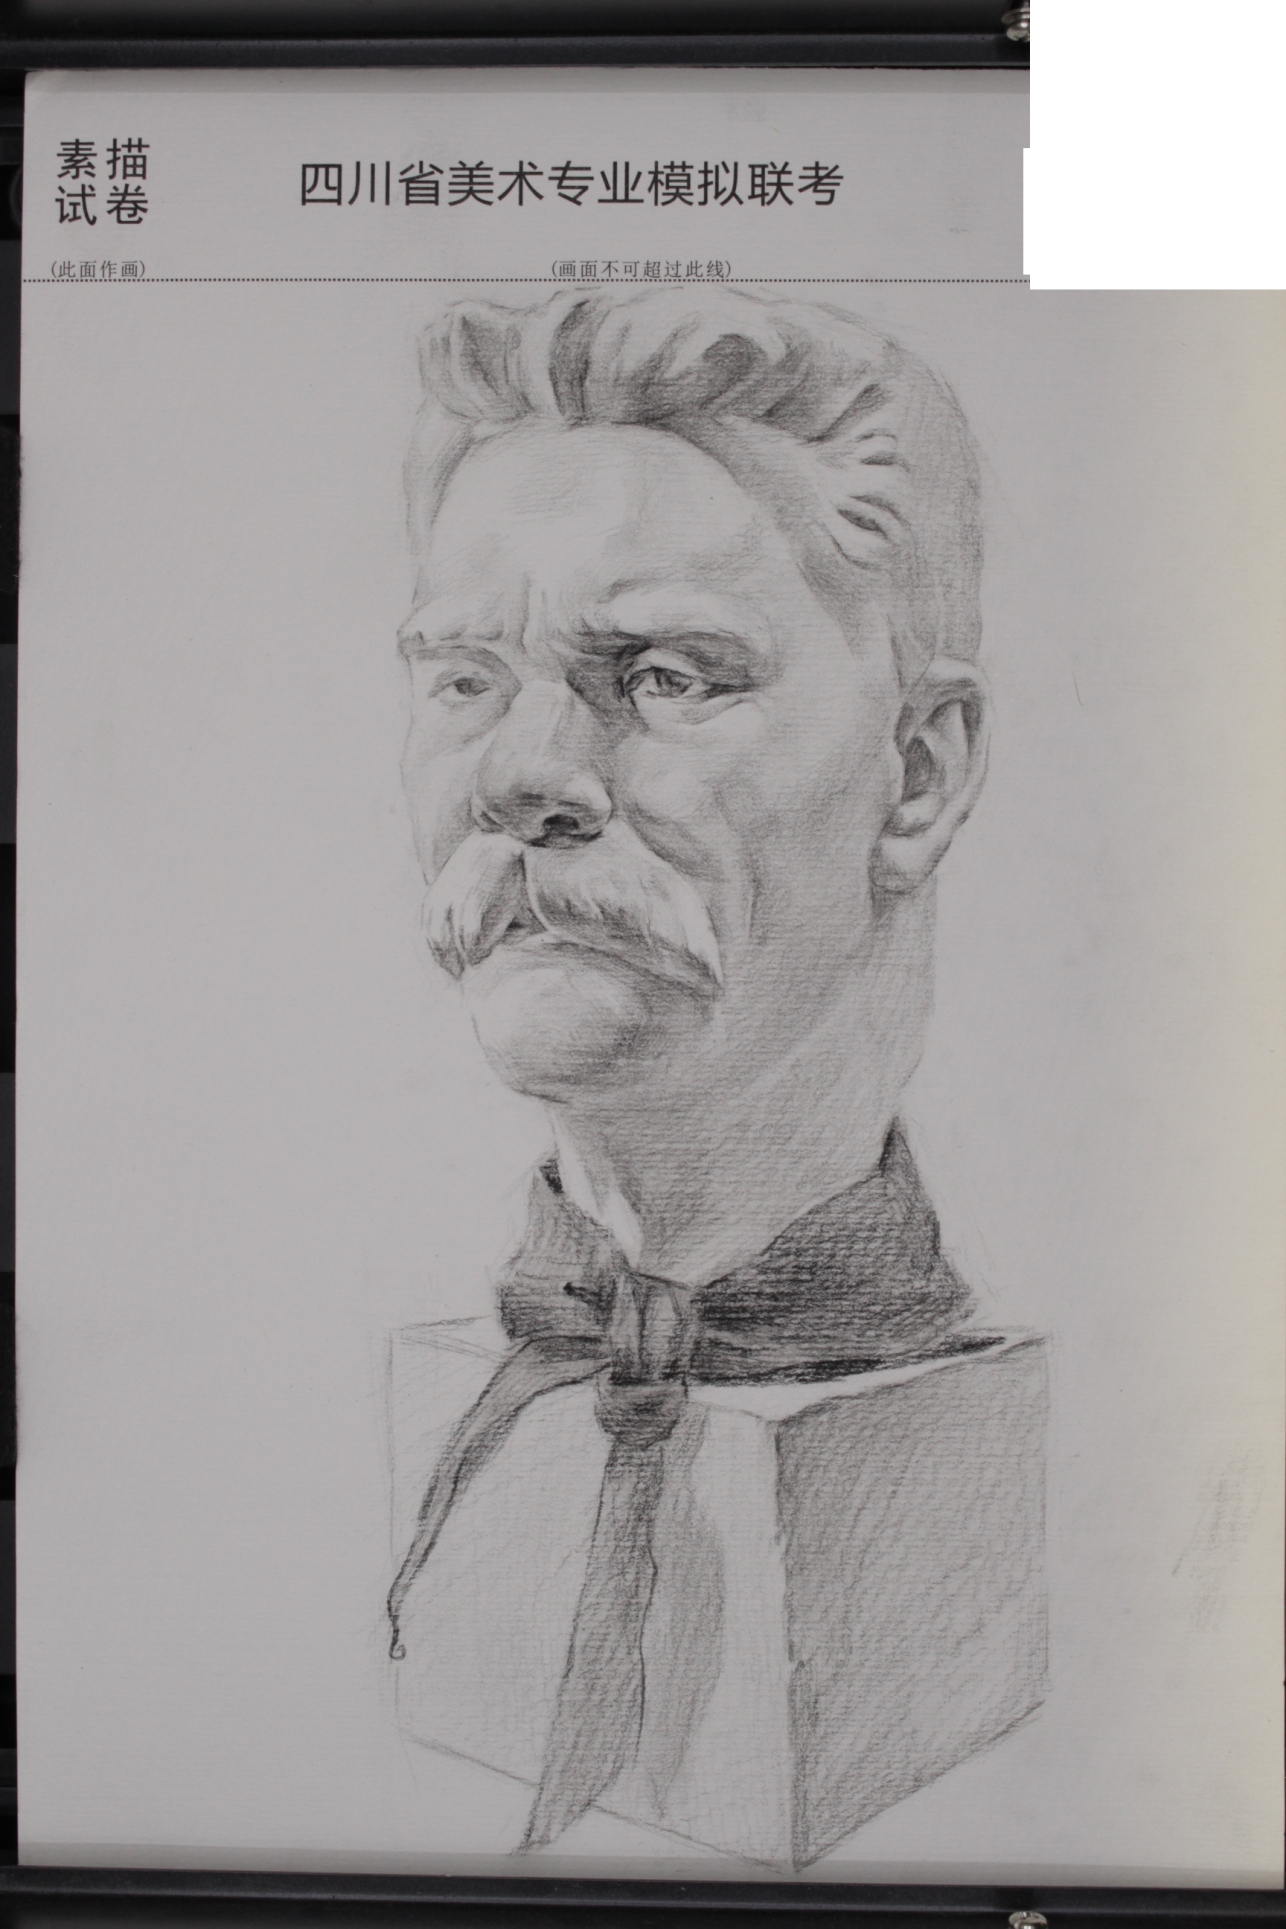 素描
试卷
四川省美术专业模拟联考
(此面作画)
(画面不可超过此线)